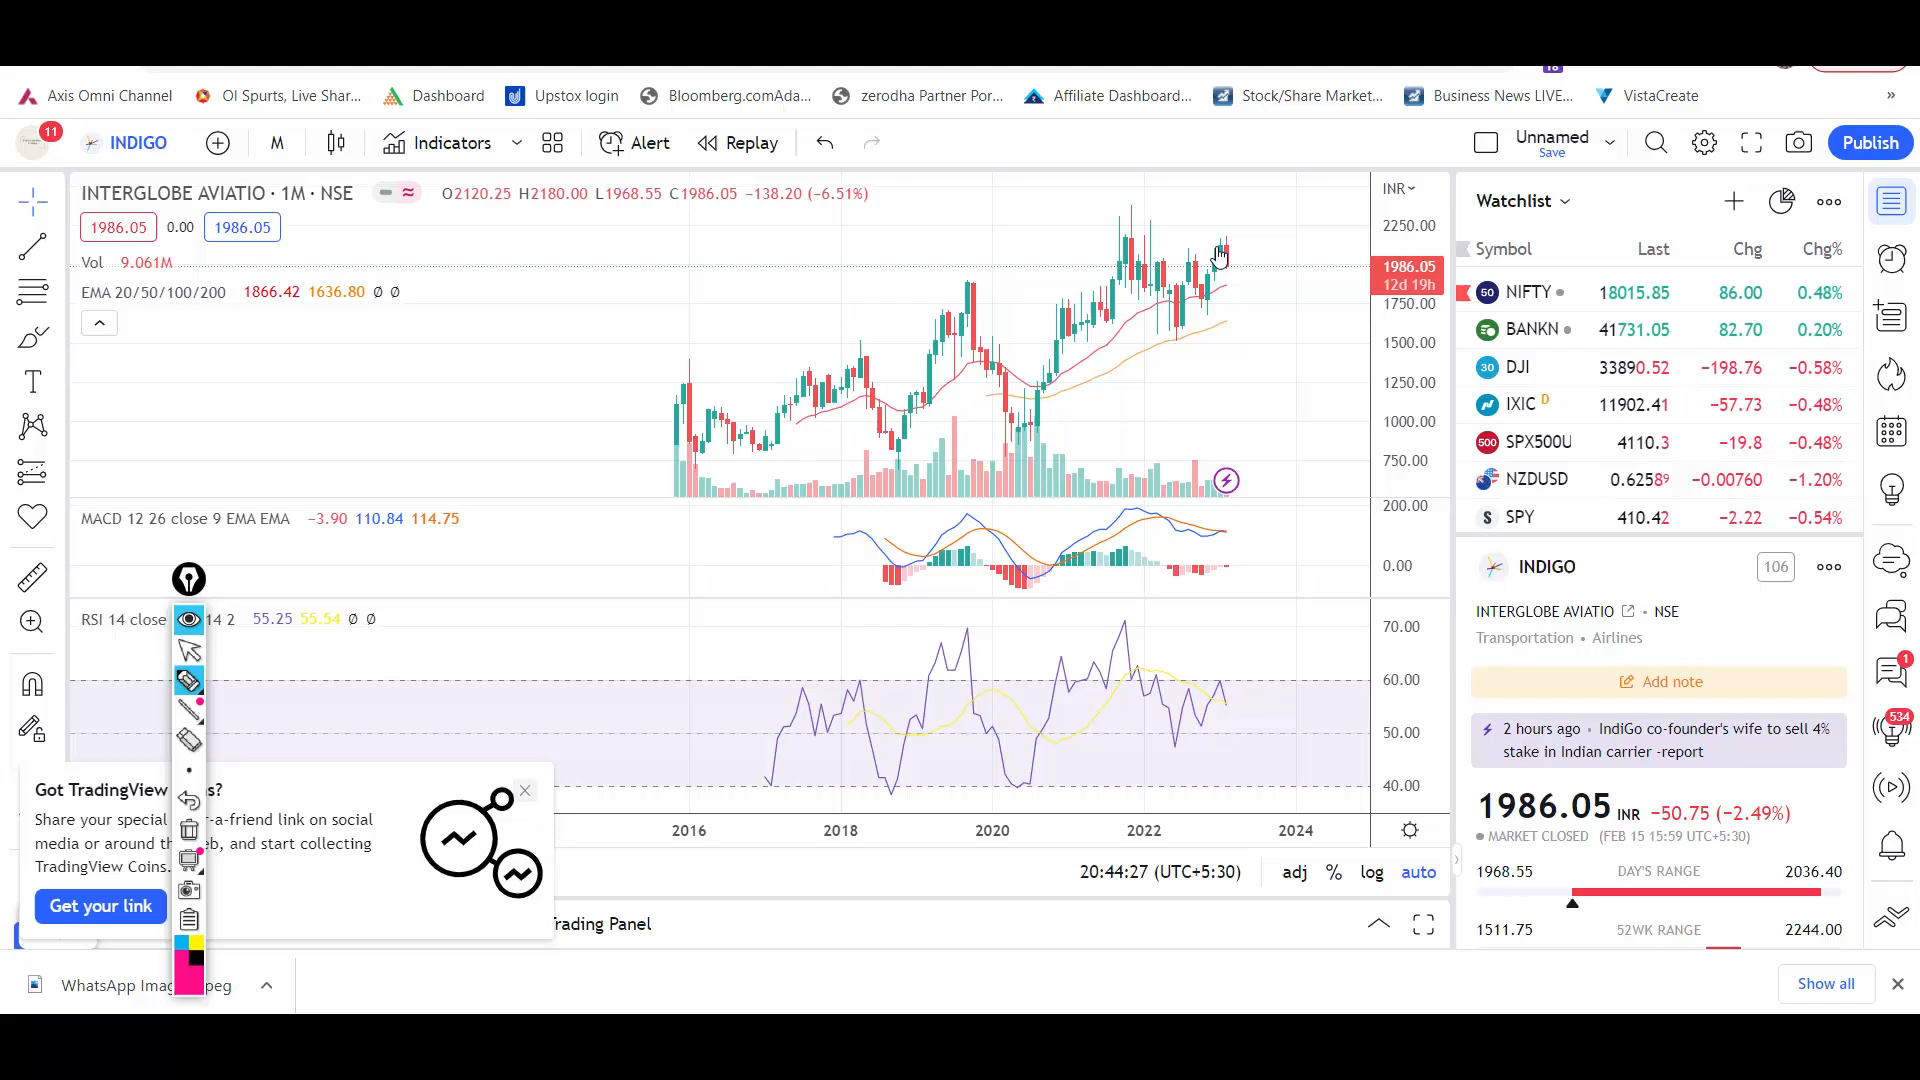 18
Axis Omni Channel
OI Spurts, Live Shar...
Dashboard
Upstox login
Bloomberg.comAda...
zerodha Partner Por...
Affiliate Dashboard...
Stock/Share Market...
Business News LIVE...
VistaCreate
»
11
INDIGO
M
Indicators
Alert
Replay
Unnamed
Save
Publish
INTERGLOBE AVIATIO · 1M · NSE
O2120.25 H2180.00 L1968.55 C1986.05 −138.20 (−6.51%)
1986.05 0.00 1986.05
Vol 9.061M
EMA 20/50/100/200 1866.42 1636.80 Ø Ø
INR
2250.00
1986.05
12d 19h
1750.00
1500.00
1250.00
1000.00
750.00
MACD 12 26 close 9 EMA EMA −3.90 110.84 114.75
200.00
0.00
RSI 14 close 14 2 55.25 55.54 Ø Ø
70.00
60.00
50.00
40.00
2016 2018 2020 2022 2024
20:44:27 (UTC+5:30) adj % log auto
Trading Panel
Got TradingView s?
Share your special r-a-friend link on social
media or around th eb, and start collecting
TradingView Coins.
Get your link
Watchlist
Symbol Last Chg Chg%
50 NIFTY 18015.85 86.00 0.48%
BANKN 41731.05 82.70 0.20%
30 DJI 33890.52 −198.76 −0.58%
IXIC D 11902.41 −57.73 −0.48%
500 SPX500U 4110.3 −19.8 −0.48%
NZDUSD 0.62589 −0.00760 −1.20%
S SPY 410.42 −2.22 −0.54%
INDIGO 106
INTERGLOBE AVIATIO · NSE
Transportation • Airlines
Add note
2 hours ago · IndiGo co-founder's wife to sell 4%
stake in Indian carrier -report
1986.05 INR −50.75 (−2.49%)
MARKET CLOSED (FEB 15 15:59 UTC+5:30)
1968.55 DAY'S RANGE 2036.40
1511.75 52WK RANGE 2244.00
1
534
WhatsApp Imag peg
Show all